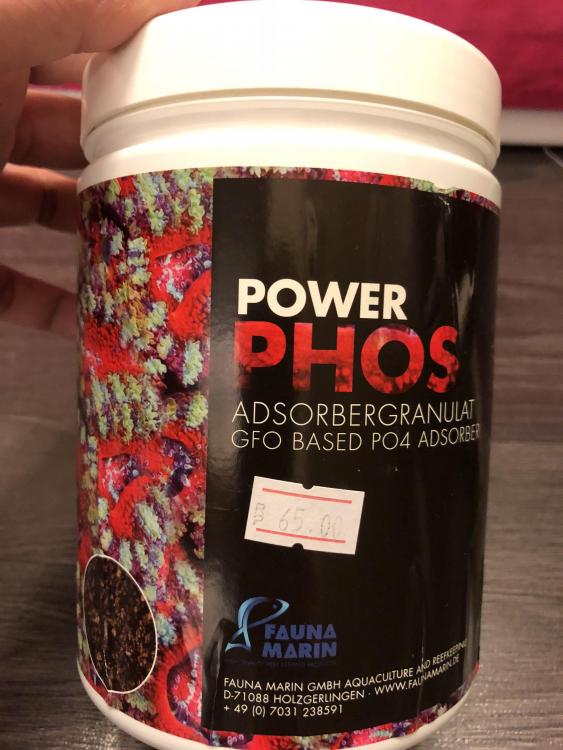 POWER
PHOS
ADSORBERGRANULAT
GFO BASED PO4 ADSORBER
65.00
FAUNA
MARIN
FAUNA MARIN GMBH AQUACULTURE AND REEFKEEPING
D-71088 HOLZGERLINGEN · WWW.FAUNAMARIN.DE
+ 49 (0) 7031 238591